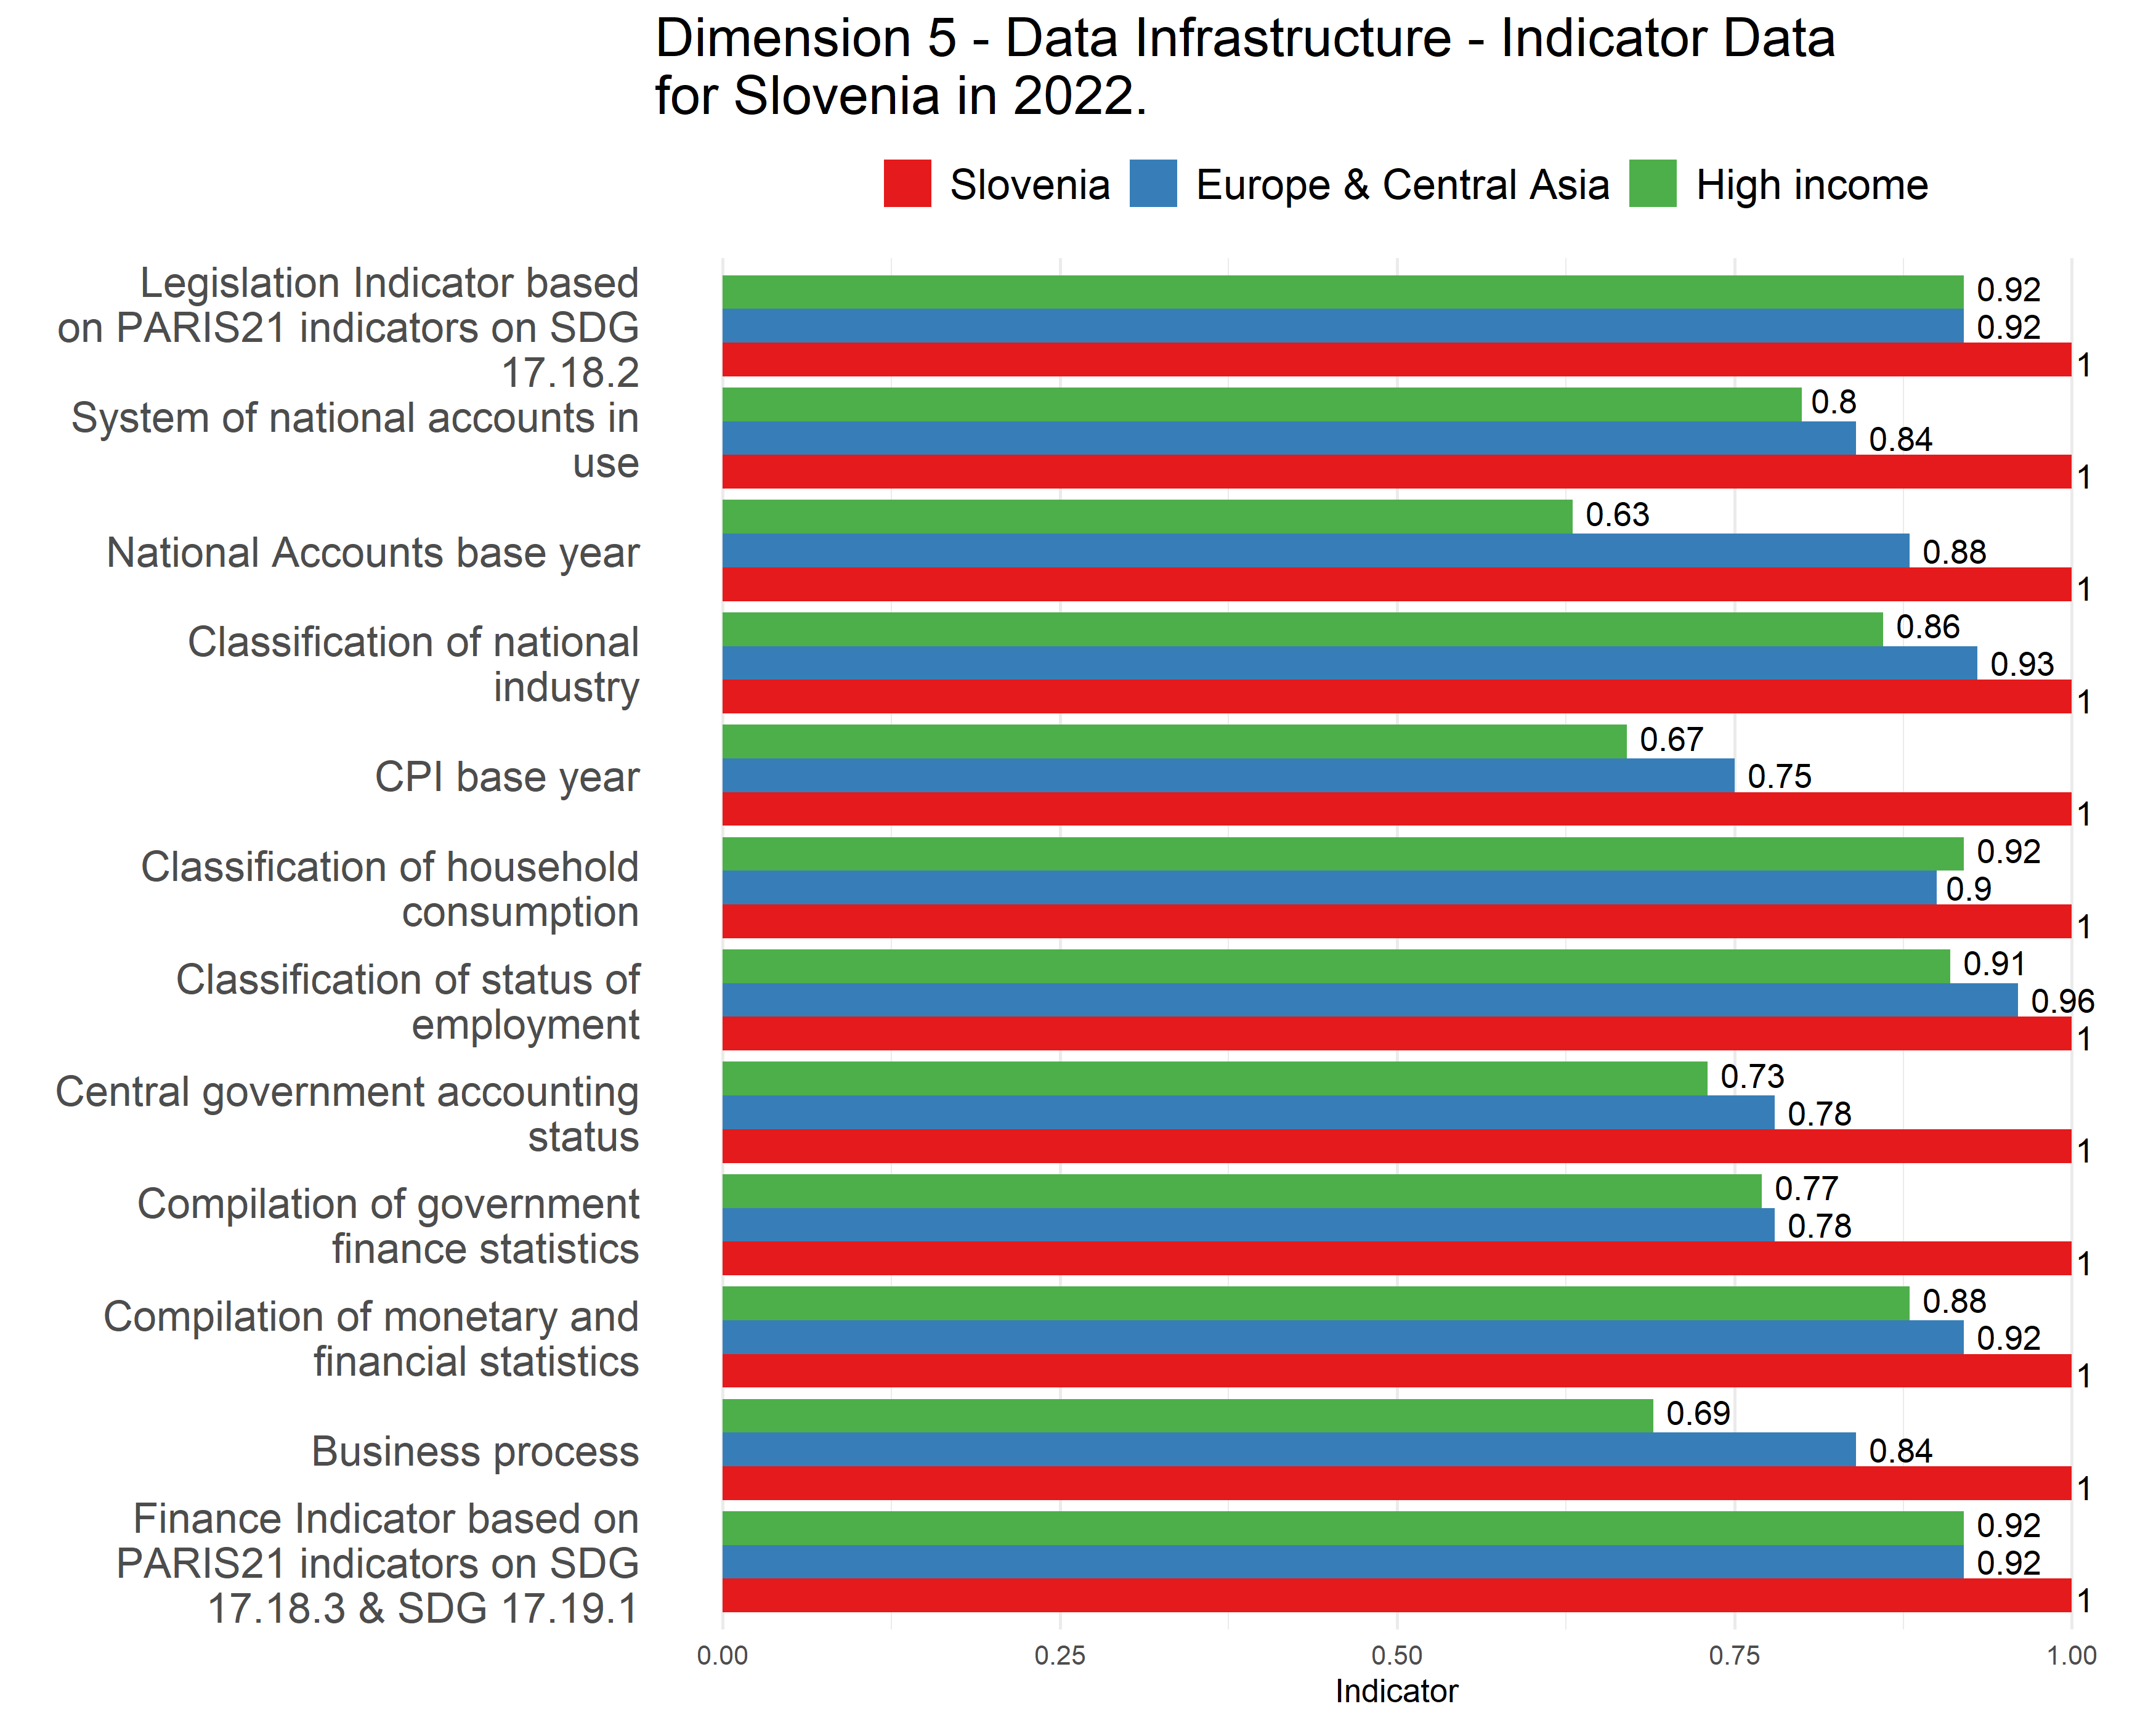 Dimension 5 - Data Infrastructure - Indicator Data
for Slovenia in 2022.
Slovenia
Europe & Central Asia
High income
Legislation Indicator based
on PARIS21 indicators on SDG
17.18.2
0.92
0.92
1
System of national accounts in
use
0.8
0.84
1
National Accounts base year
0.63
0.88
1
Classification of national
industry
0.86
0.93
1
CPI base year
0.67
0.75
1
Classification of household
consumption
0.92
0.9
1
Classification of status of
employment
0.91
0.96
1
Central government accounting
status
0.73
0.78
1
Compilation of government
finance statistics
0.77
0.78
1
Compilation of monetary and
financial statistics
0.88
0.92
1
Business process
0.69
0.84
1
Finance Indicator based on
PARIS21 indicators on SDG
17.18.3 & SDG 17.19.1
0.92
0.92
1
0.00
0.25
0.50
0.75
1.00
Indicator